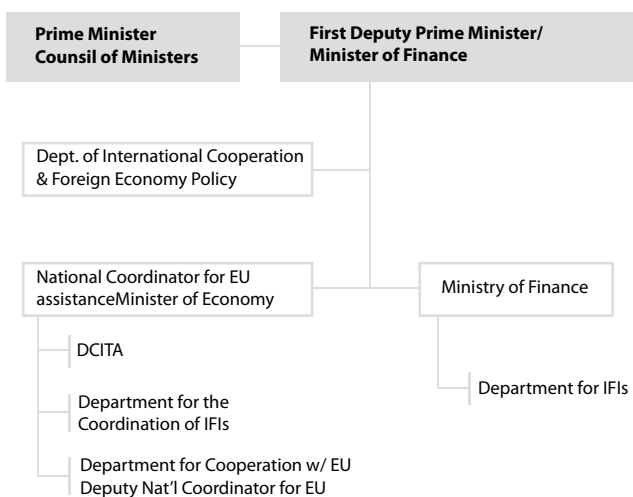 Prime Minister
Counsil of Ministers
First Deputy Prime Minister/
Minister of Finance
Dept. of International Cooperation
& Foreign Economy Policy
National Coordinator for EU
assistanceMinister of Economy
Ministry of Finance
DCITA
Department for the
Coordination of IFIs
Department for IFIs
Department for Cooperation w/ EU
Deputy Nat'l Coordinator for EU